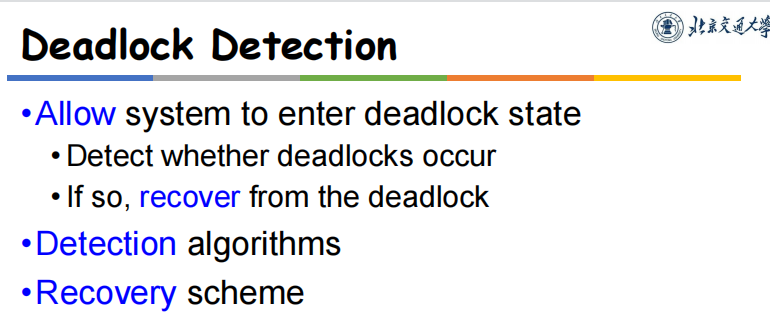 Deadlock Detection
北京交通大学
•Allow system to enter deadlock state
•Detect whether deadlocks occur
•If so, recover from the deadlock
•Detection algorithms
•Recovery scheme